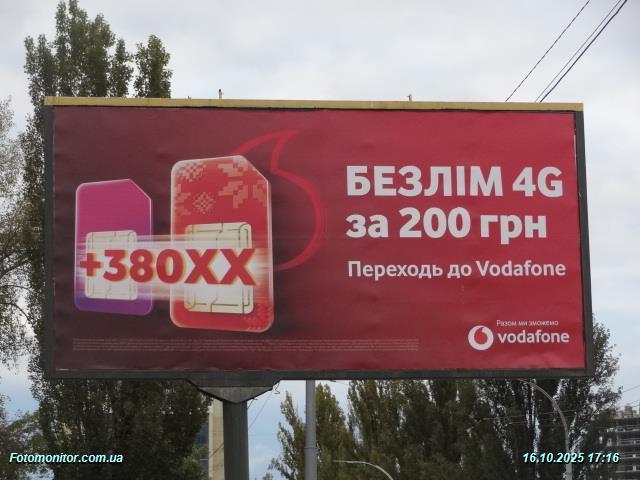 БЕЗЛІМ 4G
за 200 грн
+380XX
Переходь до Vodafone
Разом ми зможемо
vodafone
Fotomonitor.com.ua
16.10.2025 17:16